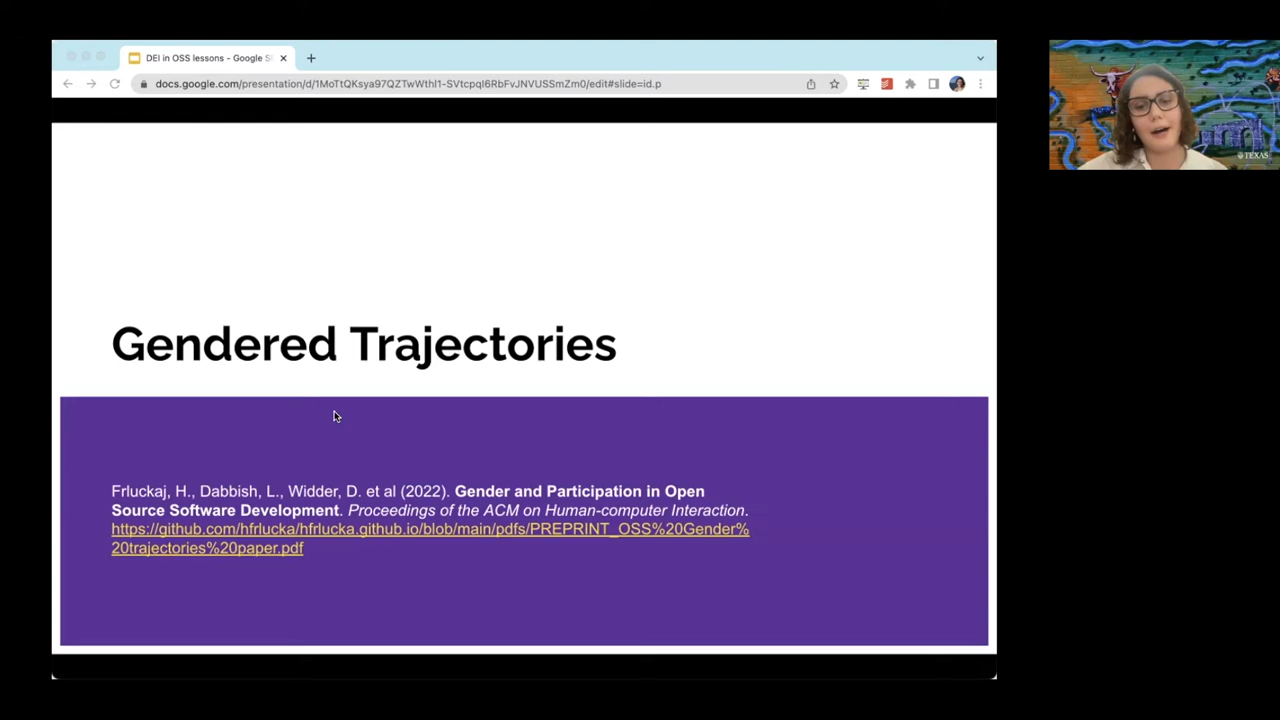 DEI in OSS lessons - Google S
docs.google.com/presentation/d/1MoTtQKsya97QZTwWthl1-SVtcpqI6RbFvJNVUSSmZm0/edit#slide=id.p
TEXAS
Gendered Trajectories
Frluckaj, H., Dabbish, L., Widder, D. et al (2022). Gender and Participation in Open
Source Software Development. Proceedings of the ACM on Human-computer Interaction.
https://github.com/hfrlucka/hfrlucka.github.io/blob/main/pdfs/PREPRINT_OSS%20Gender%
20trajectories%20paper.pdf